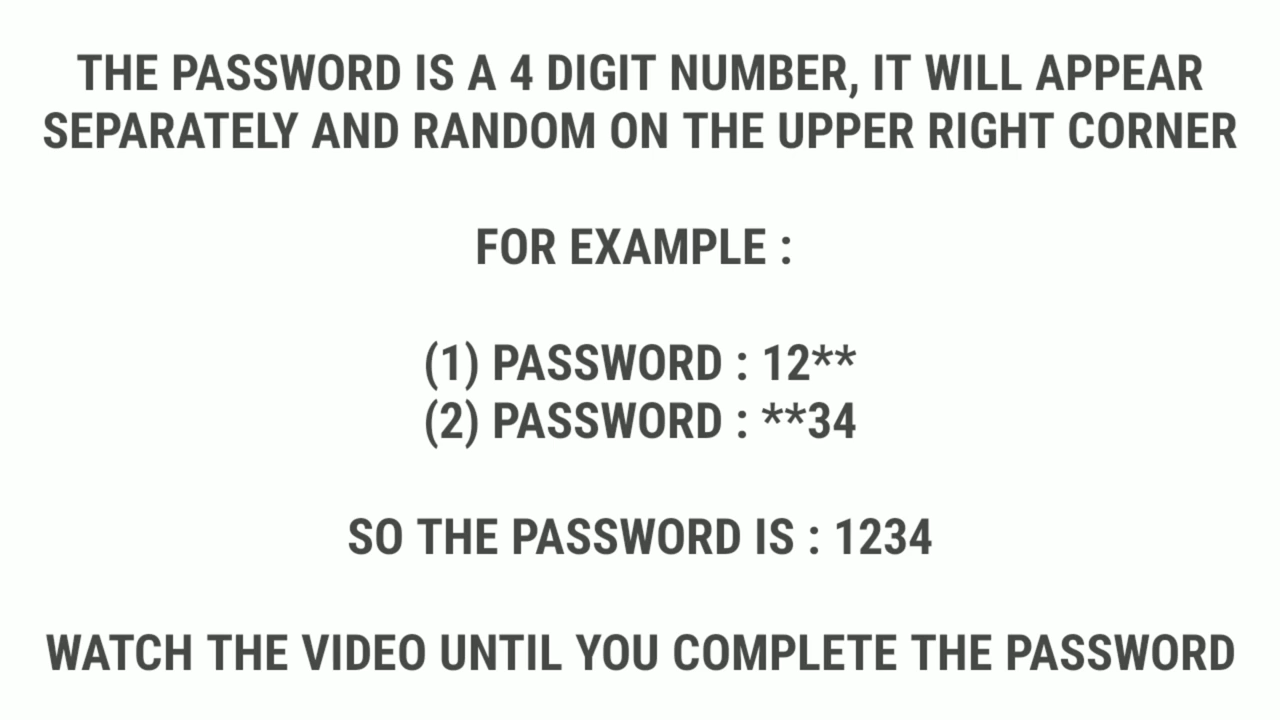 THE PASSWORD IS A 4 DIGIT NUMBER, IT WILL APPEAR
SEPARATELY AND RANDOM ON THE UPPER RIGHT CORNER
FOR EXAMPLE :
(1) PASSWORD : 12**
(2) PASSWORD : **34
SO THE PASSWORD IS : 1234
WATCH THE VIDEO UNTIL YOU COMPLETE THE PASSWORD